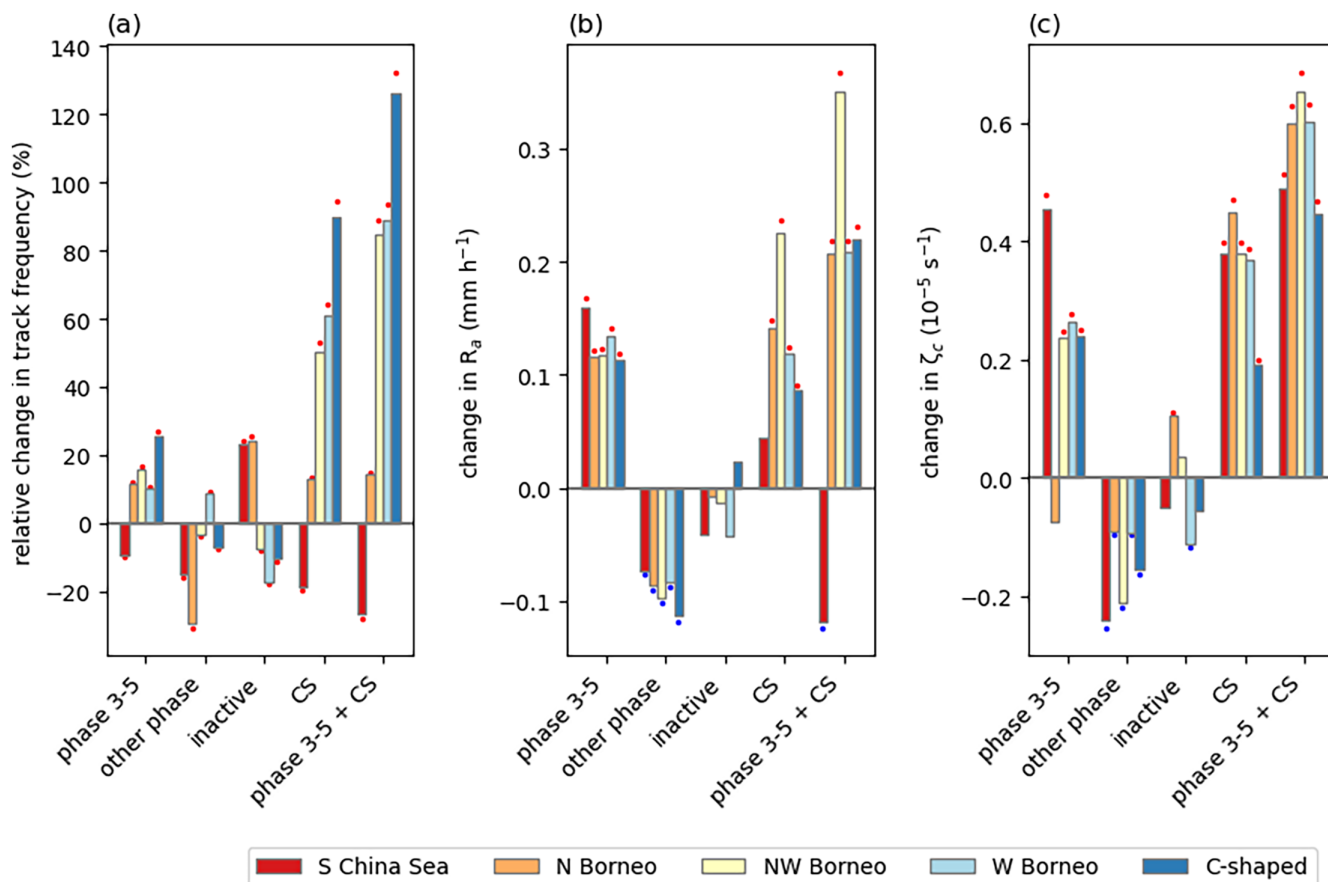 (a)
relative change in track frequency (%)
140
120
100
80
60
40
20
0
−20
phase 3-5
other phase
inactive
CS
phase 3-5 + CS
(b)
change in Rₐ (mm h⁻¹)
0.3
0.2
0.1
0.0
−0.1
phase 3-5
other phase
inactive
CS
phase 3-5 + CS
(c)
change in ζ_c (10⁻⁵ s⁻¹)
0.6
0.4
0.2
0.0
−0.2
phase 3-5
other phase
inactive
CS
phase 3-5 + CS
S China Sea
N Borneo
NW Borneo
W Borneo
C-shaped